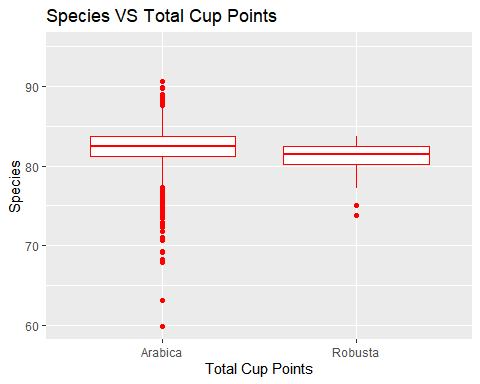 Species VS Total Cup Points
90
80
70
60
Species
Arabica
Robusta
Total Cup Points